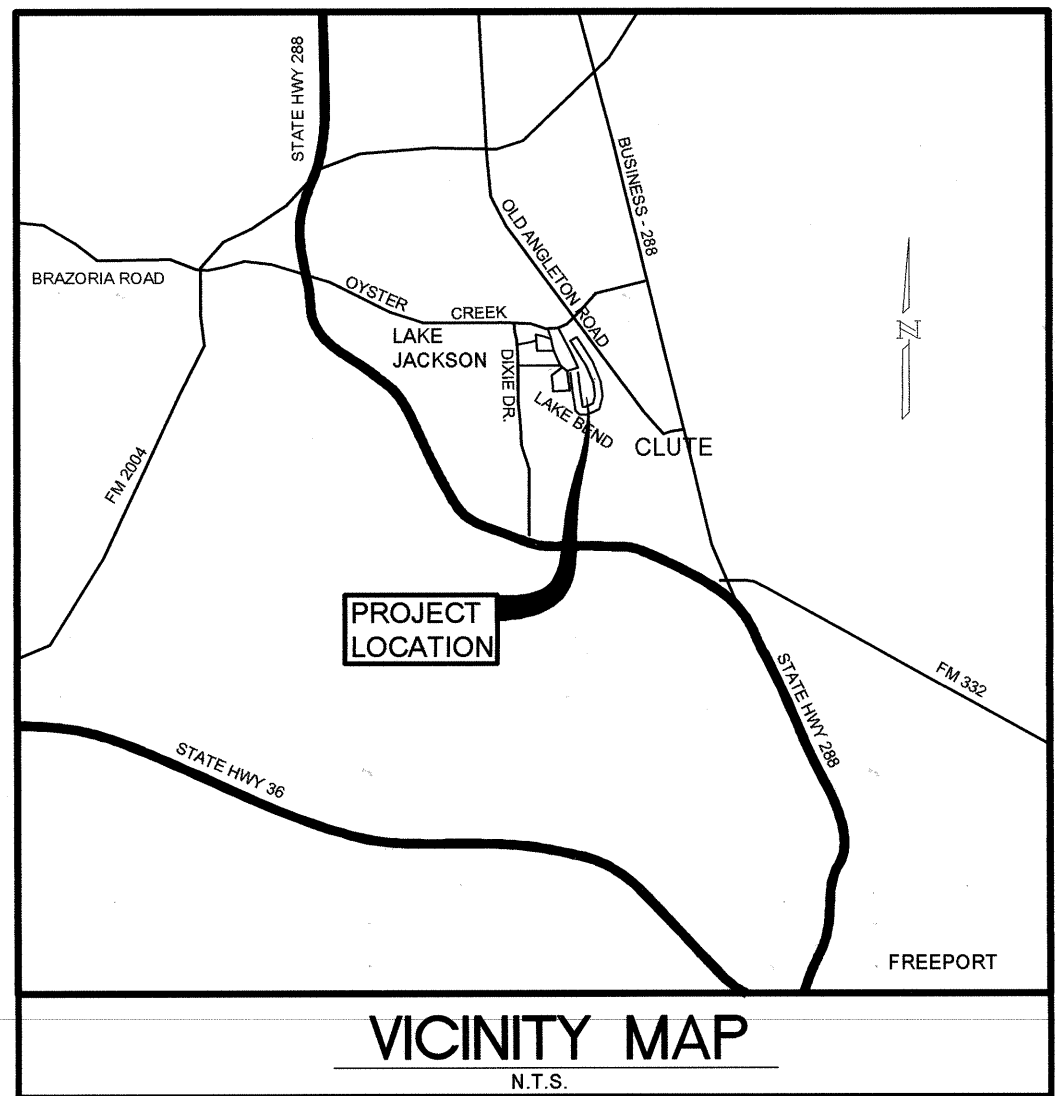 STATE HWY 288
BUSINESS - 288
OLD ANGLETON ROAD
BRAZORIA ROAD
OYSTER CREEK
LAKE
JACKSON
DIXIE DR.
LAKE BEND
CLUTE
N
FM 2004
PROJECT
LOCATION
FM 332
STATE HWY 288
STATE HWY 36
FREEPORT
VICINITY MAP
N.T.S.